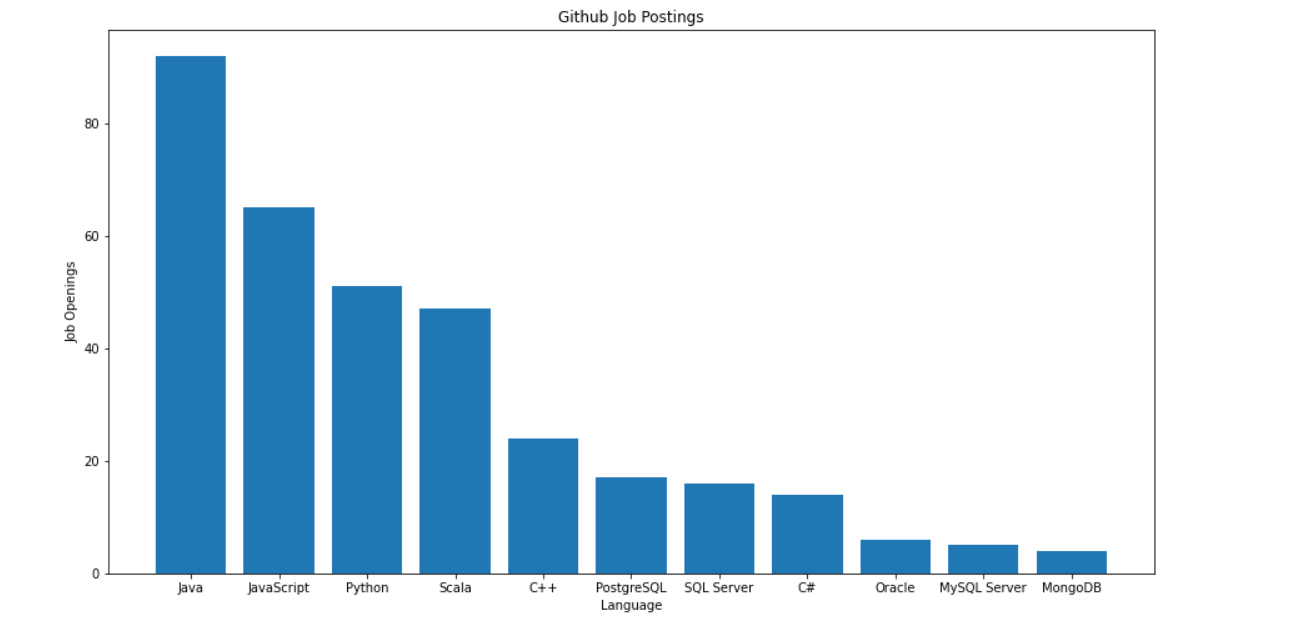 Github Job Postings
80
60
40
20
0
Job Openings
Java JavaScript Python Scala C++ PostgreSQL SQL Server C# Oracle MySQL Server MongoDB
Language